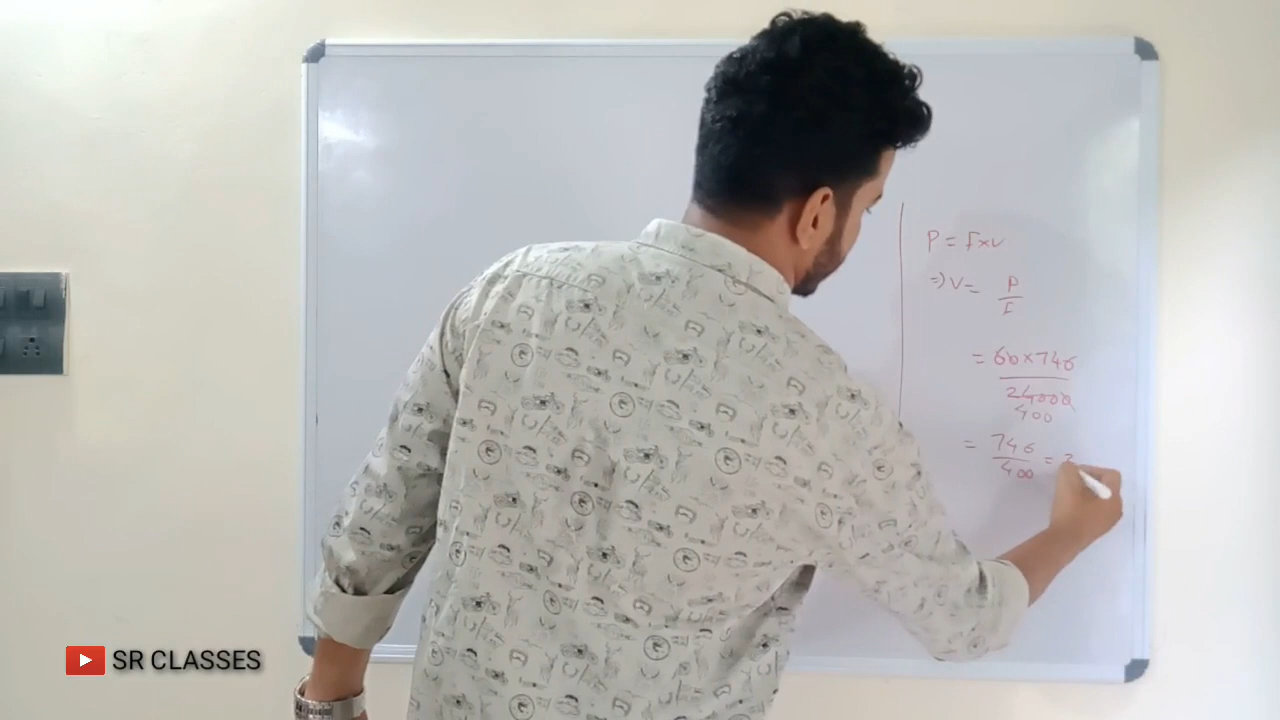 P = F×v
⇒ v = P/F
= 60×746/24000
400
= 746/400 =
SR CLASSES